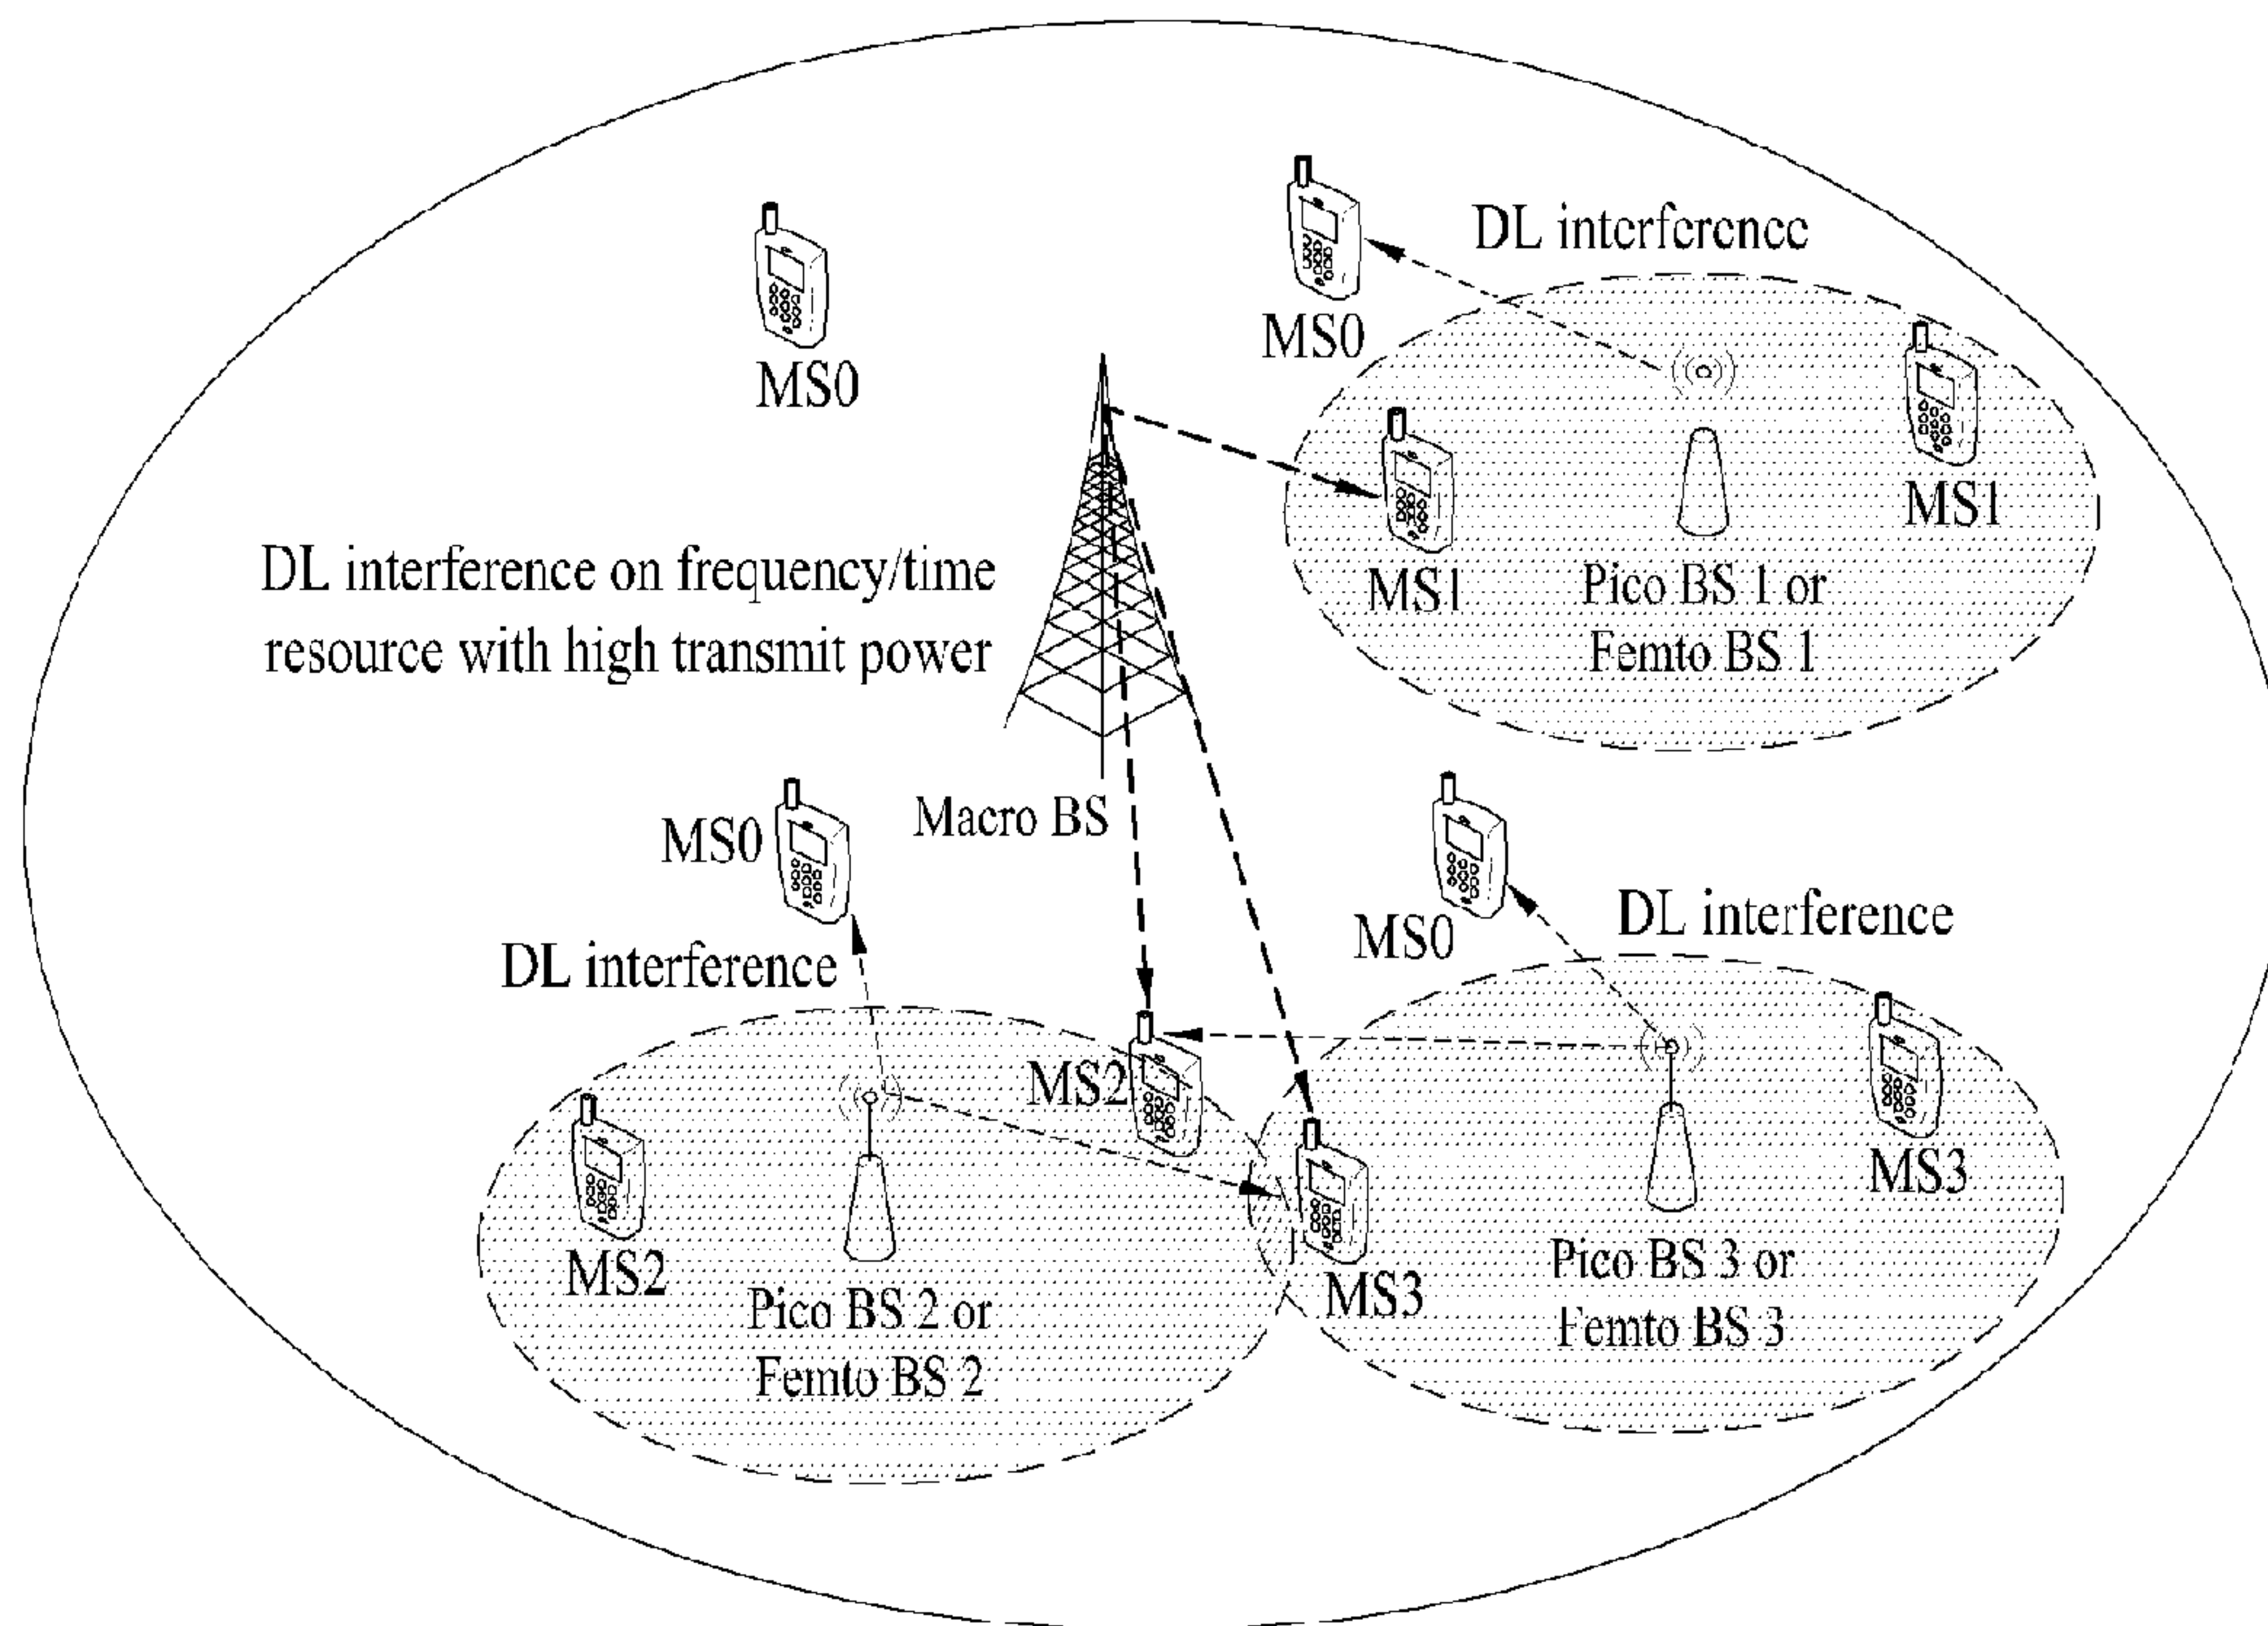 DL interference
MS0
MS0
MS1
MS1
DL interference on frequency/time
resource with high transmit power
Pico BS 1 or
Femto BS 1
Macro BS
MS0
MS0
DL interference
DL interference
MS2
MS3
MS2
MS3
Pico BS 2 or
Femto BS 2
Pico BS 3 or
Femto BS 3